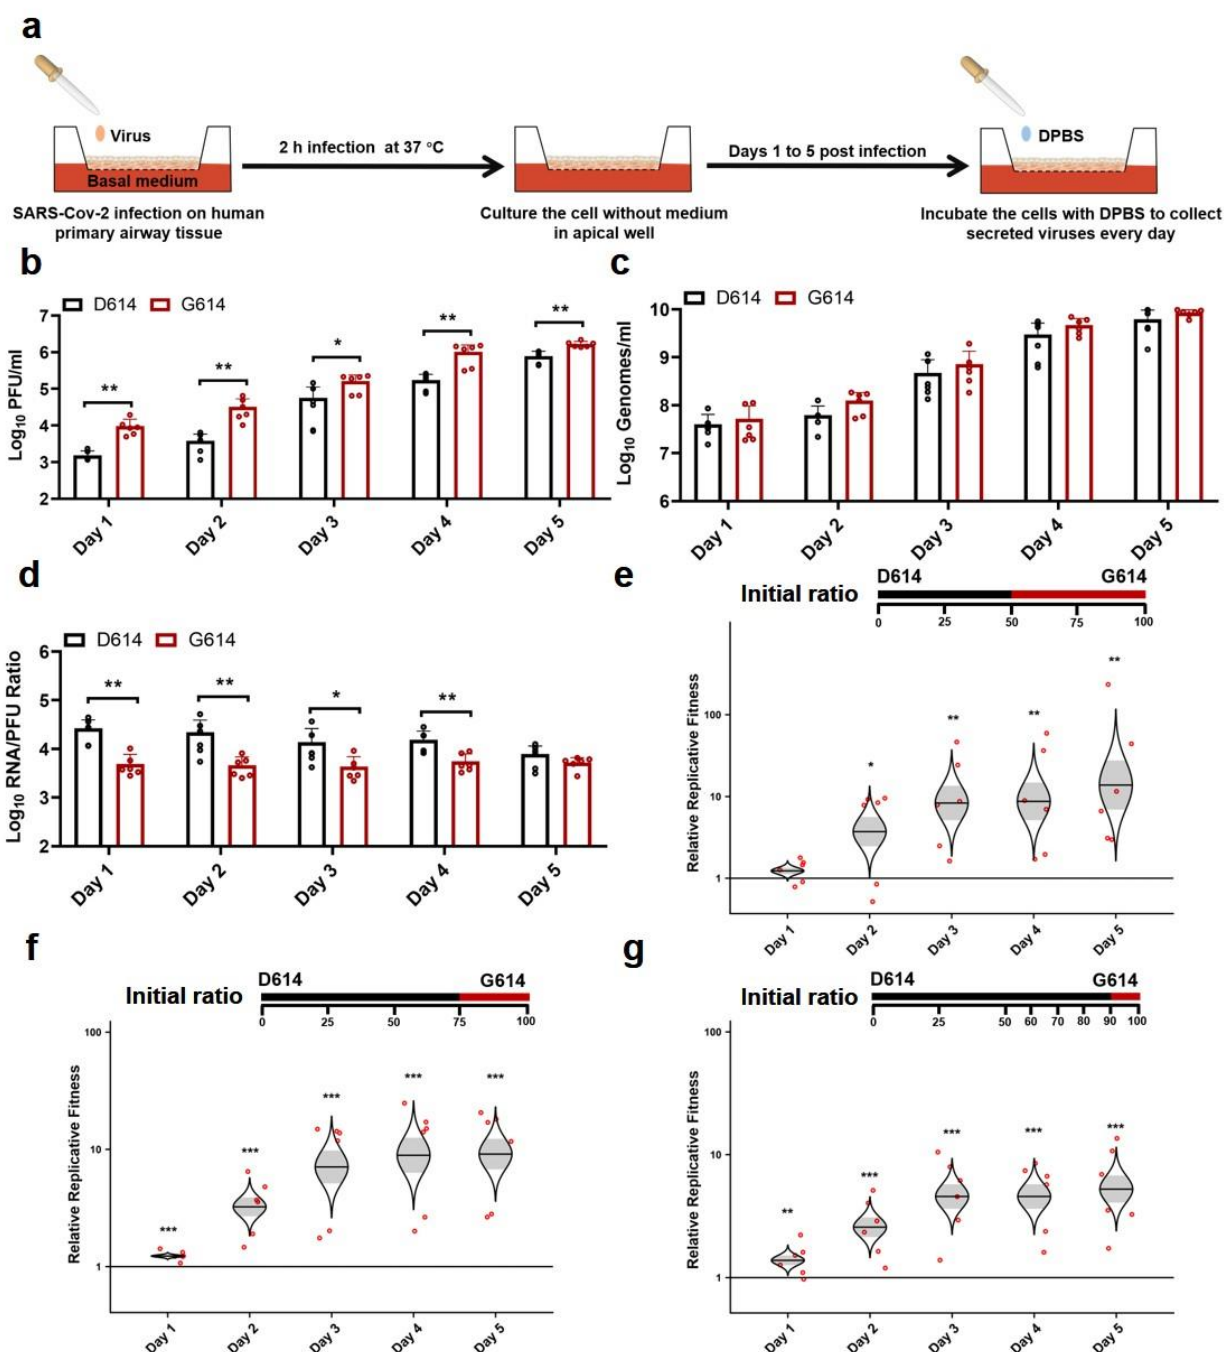 a
Virus
Basal medium
2 h infection at 37 °C
Days 1 to 5 post infection
DPBS
SARS-Cov-2 infection on human
primary airway tissue
Culture the cell without medium
in apical well
Incubate the cells with DPBS to collect
secreted viruses every day
b
D614 G614
Log10 PFU/ml
7
6
5
4
3
2
** ** * ** **
Day 1 Day 2 Day 3 Day 4 Day 5
c
D614 G614
Log10 Genomes/ml
10
9
8
7
6
Day 1 Day 2 Day 3 Day 4 Day 5
d
D614 G614
Log10 RNA/PFU Ratio
6
5
4
3
2
** ** * **
Day 1 Day 2 Day 3 Day 4 Day 5
e
D614 G614
Initial ratio
0 25 50 75 100
Relative Replicative Fitness
100
10
1
* ** ** **
Day 1 Day 2 Day 3 Day 4 Day 5
f
D614 G614
Initial ratio
0 25 50 75 100
Relative Replicative Fitness
100
10
1
*** *** *** *** ***
Day 1 Day 2 Day 3 Day 4 Day 5
g
D614 G614
Initial ratio
0 25 50 60 70 80 90 100
Relative Replicative Fitness
100
10
1
** *** *** *** ***
Day 1 Day 2 Day 3 Day 4 Day 5